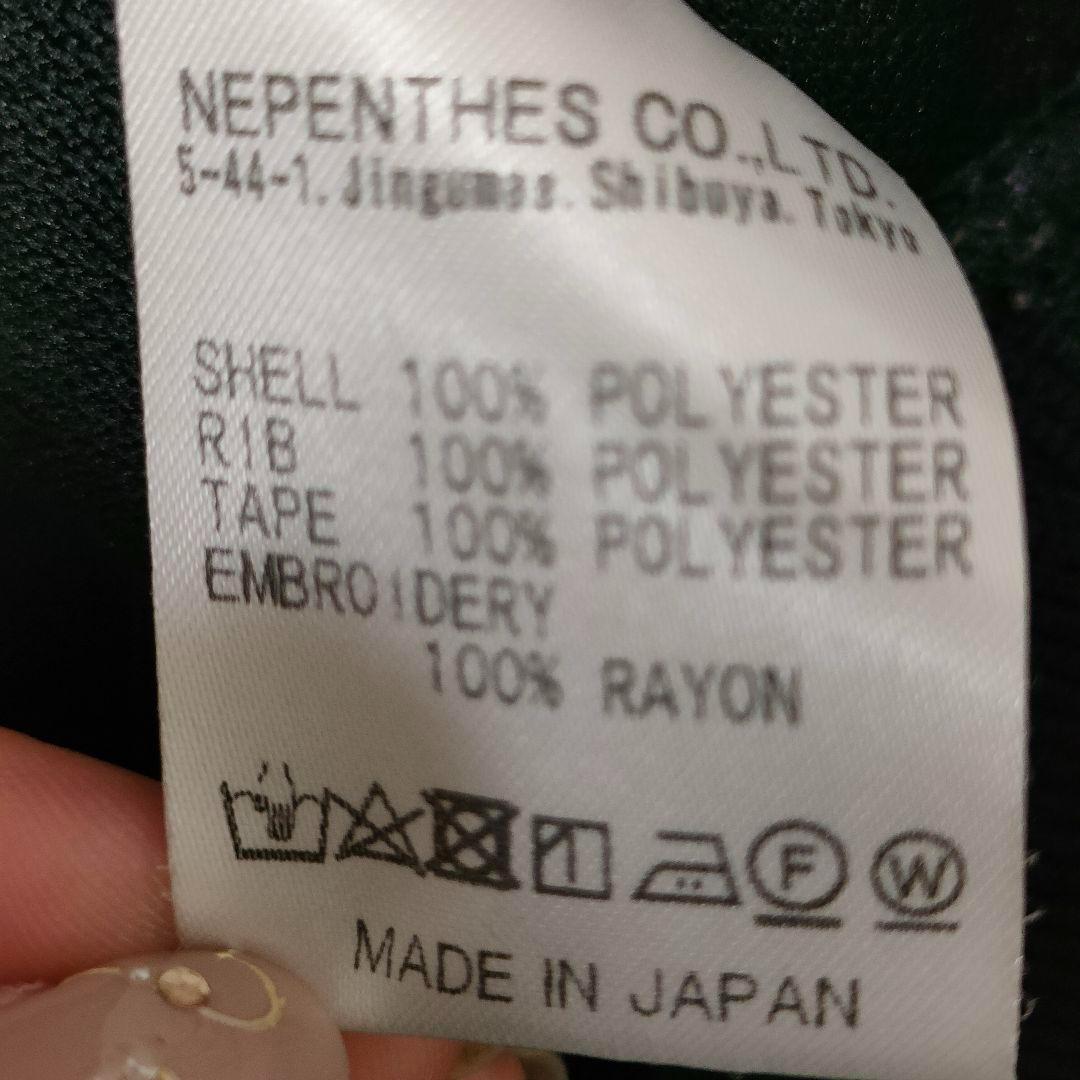 NEPENTHES CO.,LTD.
5-44-1. Jingumae. Shibuya. Tokyo
SHELL 100% POLYESTER
RIB 100% POLYESTER
TAPE 100% POLYESTER
EMBROIDERY
100% RAYON
F W
MADE IN JAPAN